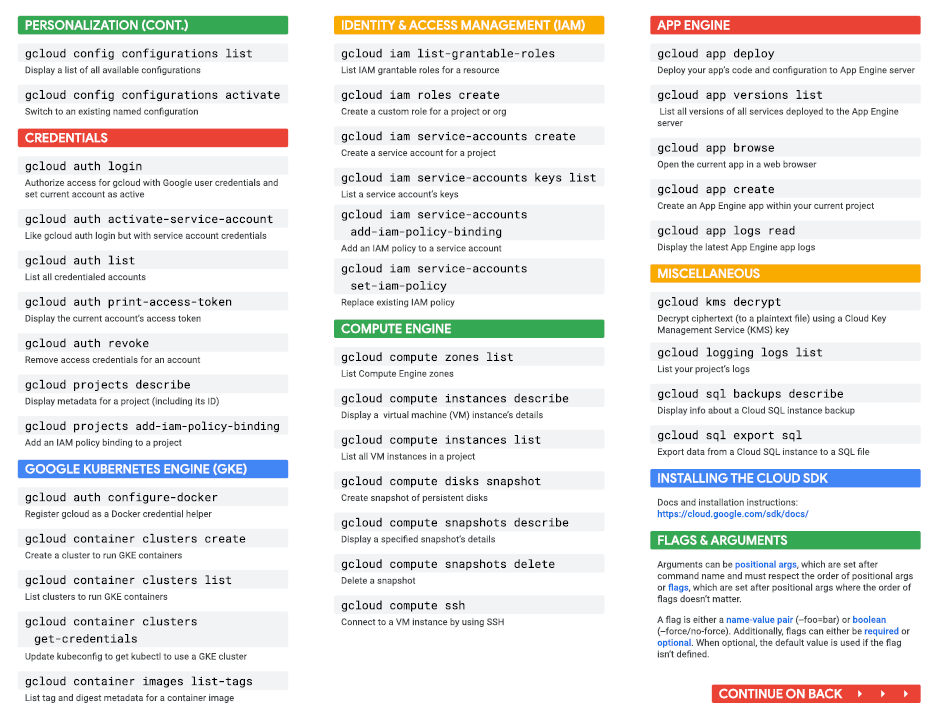 PERSONALIZATION (CONT.)
gcloud config configurations list
Display a list of all available configurations
gcloud config configurations activate
Switch to an existing named configuration
CREDENTIALS
gcloud auth login
Authorize access for gcloud with Google user credentials and
set current account as active
gcloud auth activate-service-account
Like gcloud auth login but with service account credentials
gcloud auth list
List all credentialed accounts
gcloud auth print-access-token
Display the current account's access token
gcloud auth revoke
Remove access credentials for an account
gcloud projects describe
Display metadata for a project (including its ID)
gcloud projects add-iam-policy-binding
Add an IAM policy binding to a project
GOOGLE KUBERNETES ENGINE (GKE)
gcloud auth configure-docker
Register gcloud as a Docker credential helper
gcloud container clusters create
Create a cluster to run GKE containers
gcloud container clusters list
List clusters to run GKE containers
gcloud container clusters
get-credentials
Update kubeconfig to get kubectl to use a GKE cluster
gcloud container images list-tags
List tag and digest metadata for a container image
IDENTITY & ACCESS MANAGEMENT (IAM)
gcloud iam list-grantable-roles
List IAM grantable roles for a resource
gcloud iam roles create
Create a custom role for a project or org
gcloud iam service-accounts create
Create a service account for a project
gcloud iam service-accounts keys list
List a service account's keys
gcloud iam service-accounts
add-iam-policy-binding
Add an IAM policy to a service account
gcloud iam service-accounts
set-iam-policy
Replace existing IAM policy
COMPUTE ENGINE
gcloud compute zones list
List Compute Engine zones
gcloud compute instances describe
Display a virtual machine (VM) instance's details
gcloud compute instances list
List all VM instances in a project
gcloud compute disks snapshot
Create snapshot of persistent disks
gcloud compute snapshots describe
Display a specified snapshot's details
gcloud compute snapshots delete
Delete a snapshot
gcloud compute ssh
Connect to a VM instance by using SSH
APP ENGINE
gcloud app deploy
Deploy your app's code and configuration to App Engine server
gcloud app versions list
List all versions of all services deployed to the App Engine
server
gcloud app browse
Open the current app in a web browser
gcloud app create
Create an App Engine app within your current project
gcloud app logs read
Display the latest App Engine app logs
MISCELLANEOUS
gcloud kms decrypt
Decrypt ciphertext (to a plaintext file) using a Cloud Key
Management Service (KMS) key
gcloud logging logs list
List your project's logs
gcloud sql backups describe
Display info about a Cloud SQL instance backup
gcloud sql export sql
Export data from a Cloud SQL instance to a SQL file
INSTALLING THE CLOUD SDK
Docs and installation instructions:
https://cloud.google.com/sdk/docs/
FLAGS & ARGUMENTS
Arguments can be positional args, which are set after
command name and must respect the order of positional args
or flags, which are set after positional args where the order of
flags doesn't matter.
A flag is either a name-value pair (–foo=bar) or boolean
(–force/no-force). Additionally, flags can either be required or
optional. When optional, the default value is used if the flag
isn't defined.
CONTINUE ON BACK